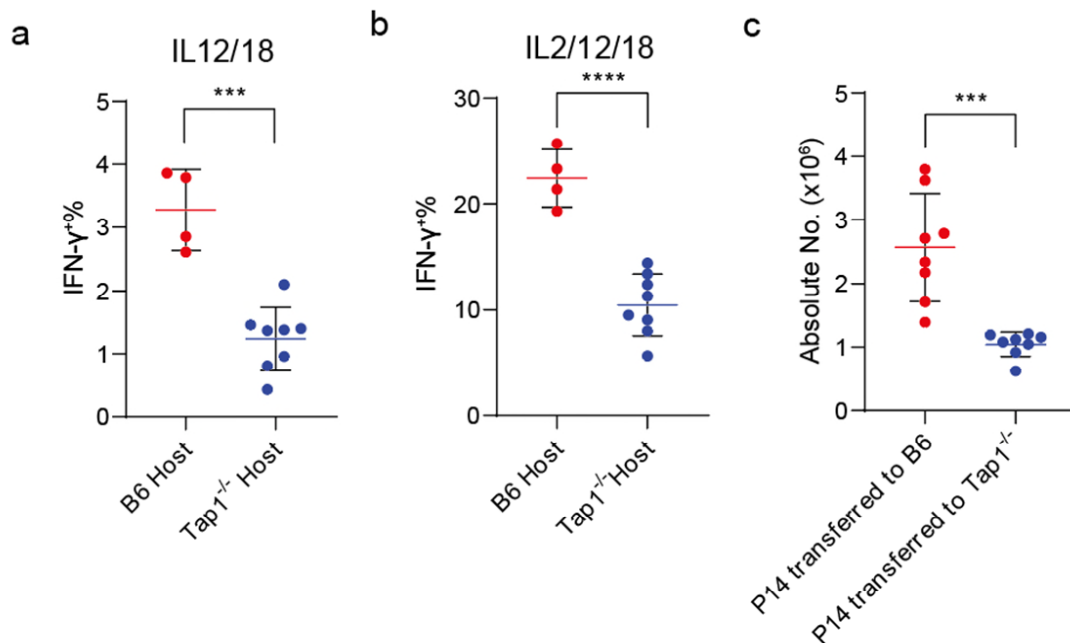 a
IL12/18
***
5
4
3
2
1
0
IFN-γ⁺%
B6 Host
Tap1⁻/⁻ Host
b
IL2/12/18
****
30
20
10
0
IFN-γ⁺%
B6 Host
Tap1⁻/⁻Host
c
***
5
4
3
2
1
0
Absolute No. (x10⁶)
P14 transferred to B6
P14 transferred to Tap1⁻/⁻